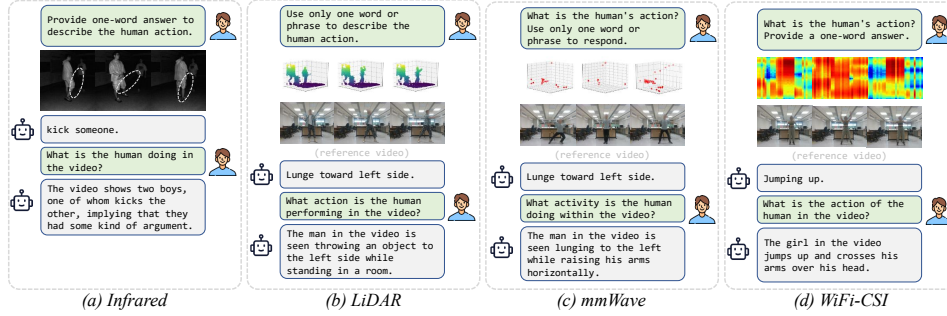 Provide one-word answer to
describe the human action.
kick someone.
What is the human doing in
the video?
The video shows two boys,
one of whom kicks the
other, implying that they
had some kind of argument.
(a) Infrared
Use only one word or
phrase to describe the
human action.
(reference video)
Lunge toward left side.
What action is the human
performing in the video?
The man in the video is
seen throwing an object to
the left side while
standing in a room.
(b) LiDAR
What is the human's action?
Use only one word or
phrase to respond.
(reference video)
Lunge toward left side.
What activity is the human
doing within the video?
The man in the video is
seen lunging to the left
while raising his arms
horizontally.
(c) mmWave
What is the human's action?
Provide a one-word answer.
(reference video)
Jumping up.
What is the action of the
human in the video?
The girl in the video
jumps up and crosses his
arms over his head.
(d) WiFi-CSI